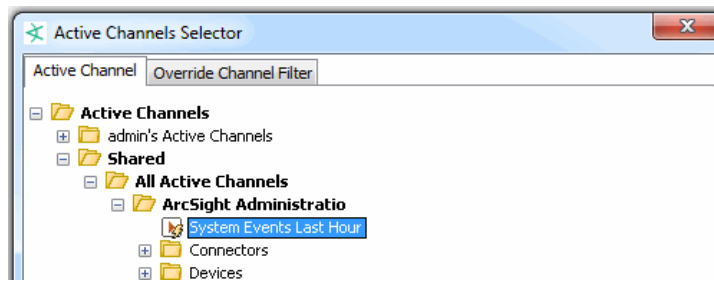 Active Channels Selector
Active Channel Override Channel Filter
Active Channels
admin's Active Channels
Shared
All Active Channels
ArcSight Administratio
System Events Last Hour
Connectors
Devices